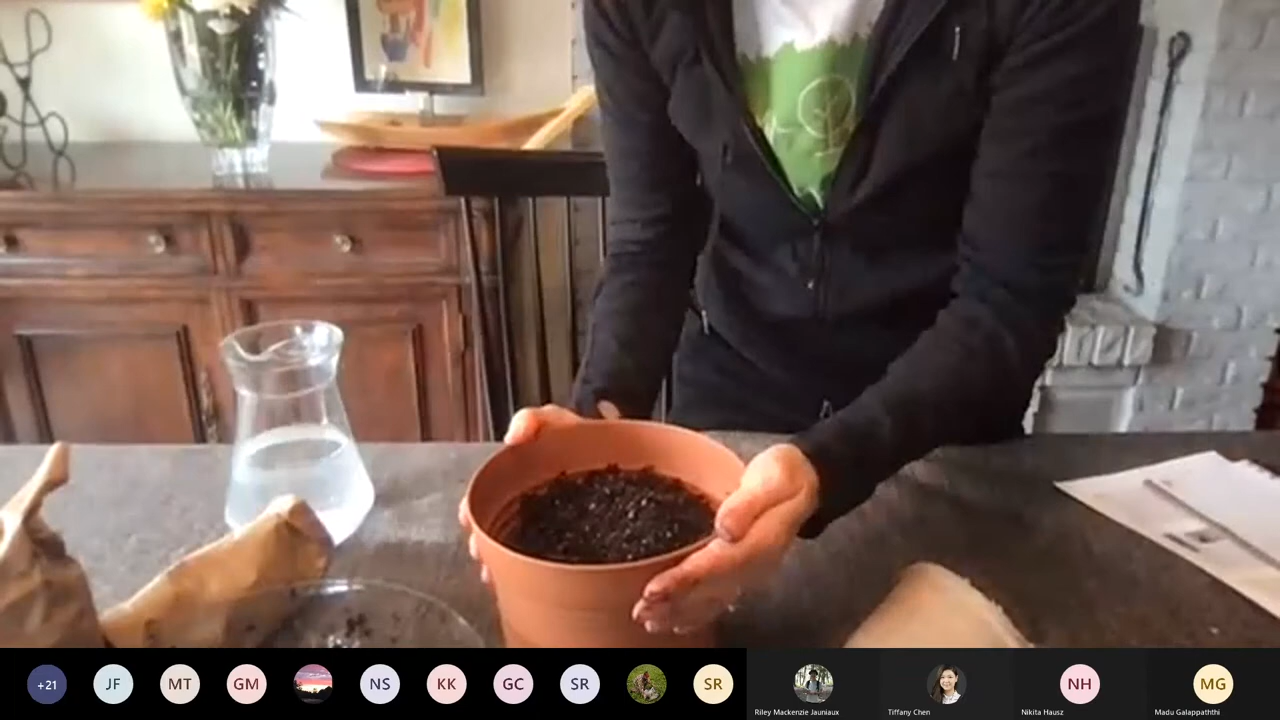 +21
JF
MT
GM
NS
KK
GC
SR
SR
NH
MG
Riley Mackenzie Jauniaux
Tiffany Chen
Nikita Hausz
Madu Galappaththi